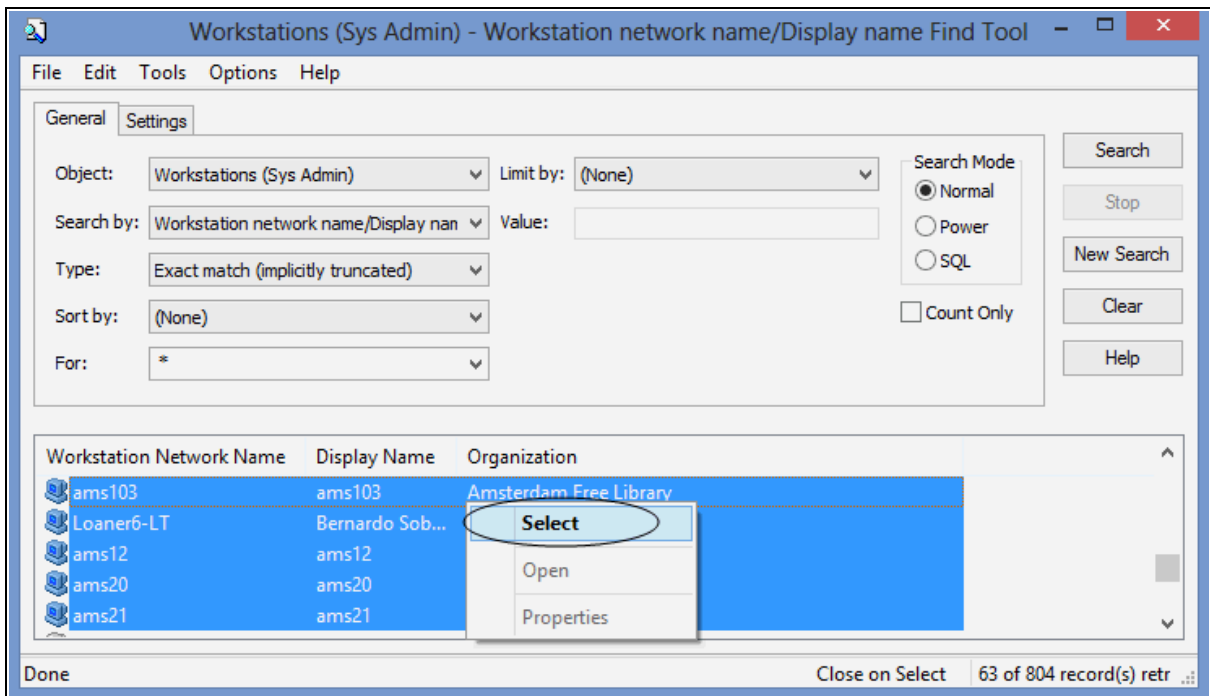 Workstations (Sys Admin) - Workstation network name/Display name Find Tool
File Edit Tools Options Help
General Settings
Object: Workstations (Sys Admin) Limit by: (None)
Search by: Workstation network name/Display nan Value:
Type: Exact match (implicitly truncated)
Sort by: (None)
For: *
Search Mode
Normal
Power
SQL
Count Only
Search
Stop
New Search
Clear
Help
Workstation Network Name Display Name Organization
ams103 ams103 Amsterdam Free Library
Loaner6-LT Bernardo Sob...
ams12 ams12
ams20 ams20
ams21 ams21
Select
Open
Properties
Done Close on Select 63 of 804 record(s) retr